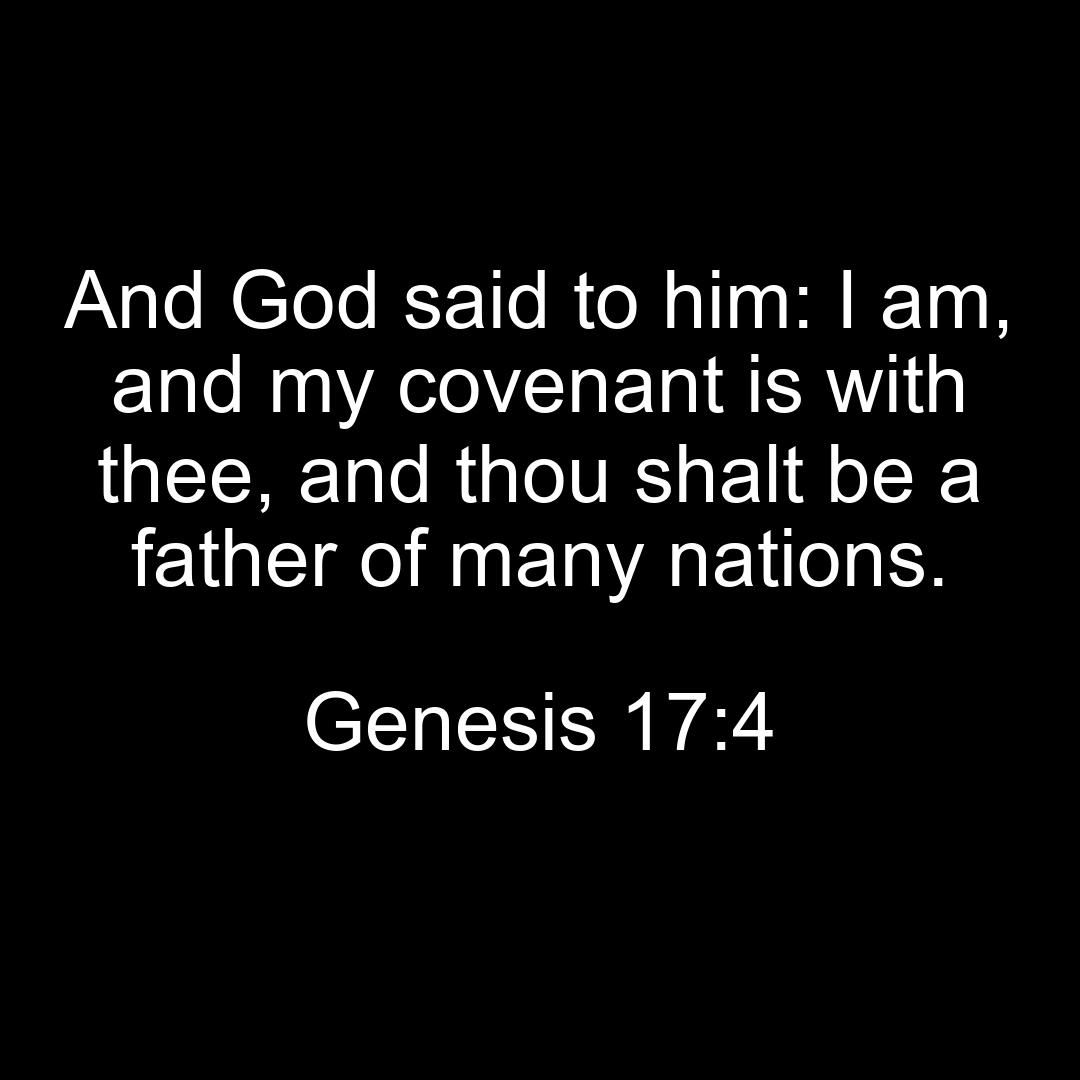 And God said to him: I am,
and my covenant is with
thee, and thou shalt be a
father of many nations.
Genesis 17:4